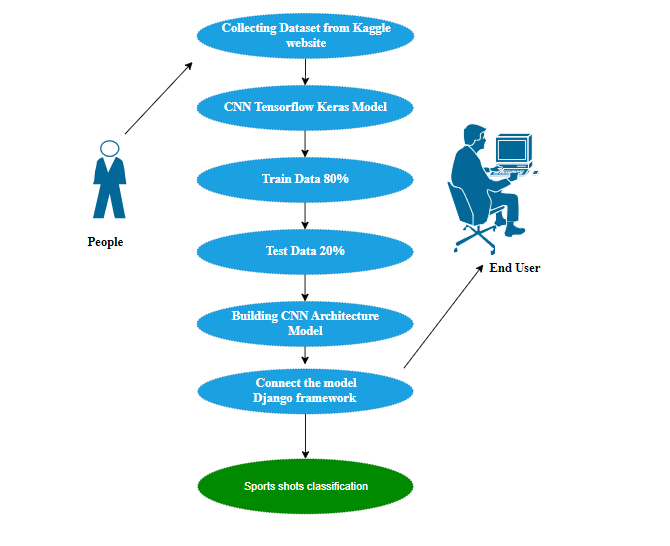 Collecting Dataset from Kaggle
website
CNN Tensorflow Keras Model
Train Data 80%
People
Test Data 20%
End User
Building CNN Architecture
Model
Connect the model
Django framework
Sports shots classification